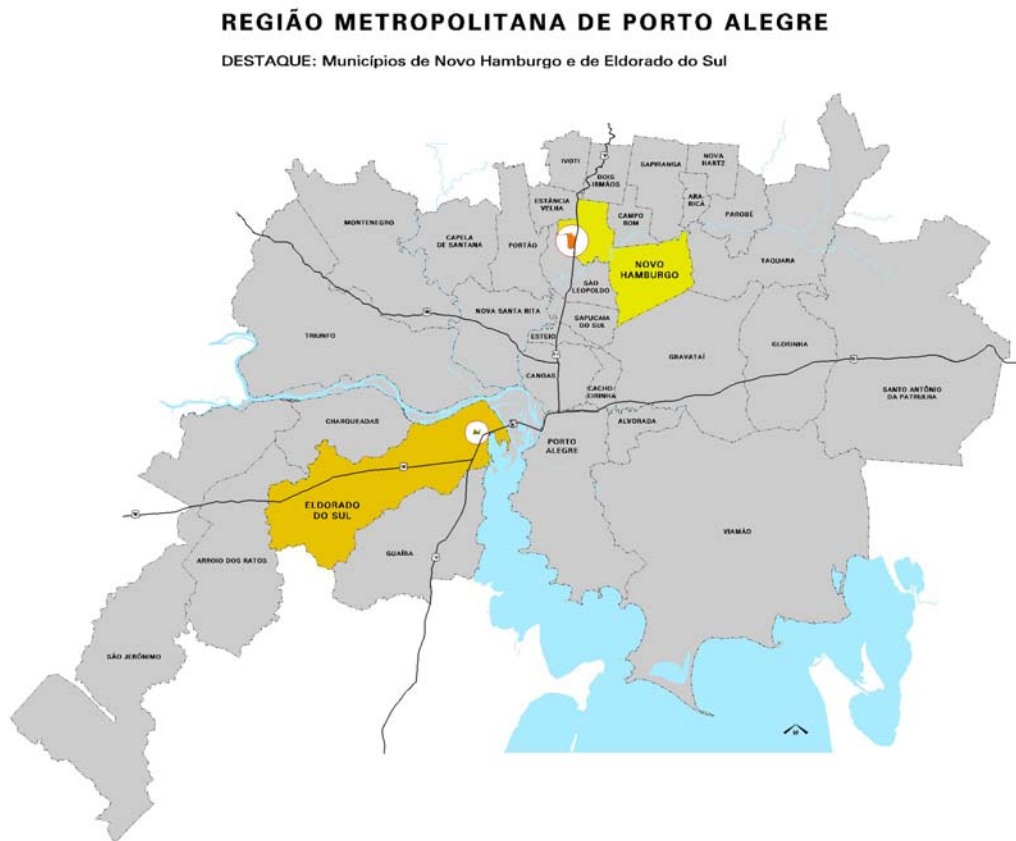 REGIÃO METROPOLITANA DE PORTO ALEGRE
DESTAQUE: Municípios de Novo Hamburgo e de Eldorado do Sul
IVOTI
DOIS
IRMÃOS
SAPIRANGA
NOVA
HARTZ
ESTÂNCIA
VELHA
CAMPO
BOM
ARA
RICÁ
PAROBÉ
MONTENEGRO
CAPELA
DE SANTANA
PORTÃO
NOVO
HAMBURGO
TAQUARA
SÃO
LEOPOLDO
NOVA SANTA RITA
SAPUCAIA
DO SUL
TRIUNFO
ESTEIO
GRAVATAÍ
GLORINHA
CANOAS
CACHO
EIRINHA
SANTO ANTÔNIO
DA PATRULHA
CHARQUEADAS
ALVORADA
PORTO
ALEGRE
ELDORADO
DO SUL
VIAMÃO
GUAÍBA
ARROIO DOS RATOS
SÃO JERÔNIMO